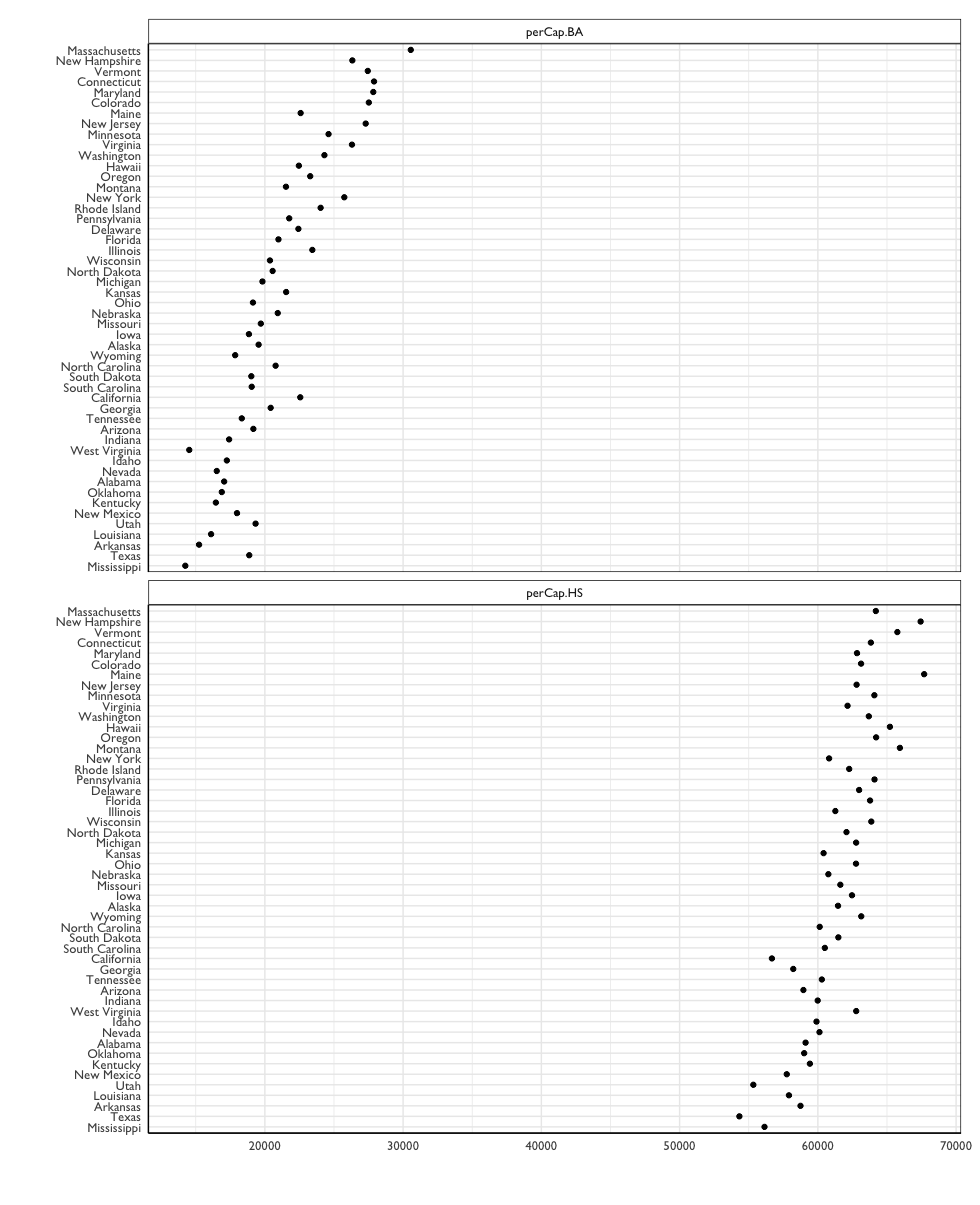 perCap.BA
Massachusetts
New Hampshire
Vermont
Connecticut
Maryland
Colorado
Maine
New Jersey
Minnesota
Virginia
Washington
Hawaii
Oregon
Montana
New York
Rhode Island
Pennsylvania
Delaware
Florida
Illinois
Wisconsin
North Dakota
Michigan
Kansas
Ohio
Nebraska
Missouri
Iowa
Alaska
Wyoming
North Carolina
South Dakota
South Carolina
California
Georgia
Tennessee
Arizona
Indiana
West Virginia
Idaho
Nevada
Alabama
Oklahoma
Kentucky
New Mexico
Utah
Louisiana
Arkansas
Texas
Mississippi
perCap.HS
Massachusetts
New Hampshire
Vermont
Connecticut
Maryland
Colorado
Maine
New Jersey
Minnesota
Virginia
Washington
Hawaii
Oregon
Montana
New York
Rhode Island
Pennsylvania
Delaware
Florida
Illinois
Wisconsin
North Dakota
Michigan
Kansas
Ohio
Nebraska
Missouri
Iowa
Alaska
Wyoming
North Carolina
South Dakota
South Carolina
California
Georgia
Tennessee
Arizona
Indiana
West Virginia
Idaho
Nevada
Alabama
Oklahoma
Kentucky
New Mexico
Utah
Louisiana
Arkansas
Texas
Mississippi
20000 30000 40000 50000 60000 70000